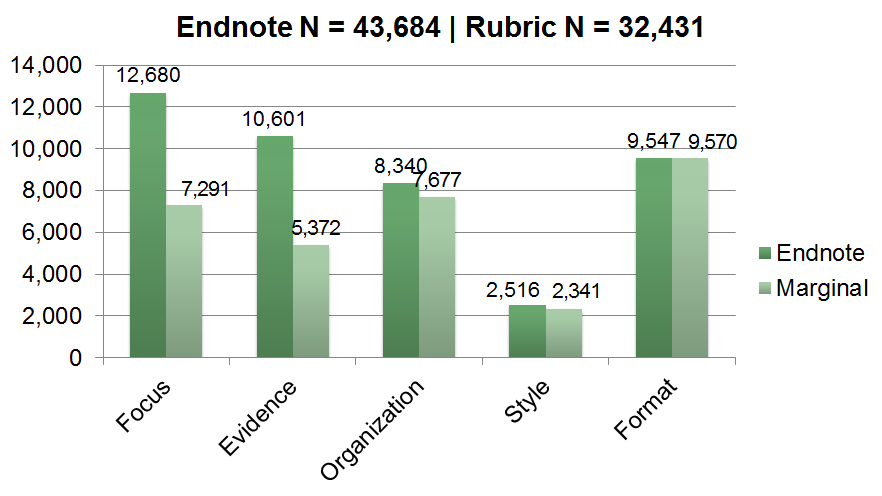 Endnote N = 43,684 | Rubric N = 32,431
14,000
12,000
10,000
8,000
6,000
4,000
2,000
0
12,680
7,291
10,601
5,372
8,340
7,677
2,516
2,341
9,547
9,570
Focus
Evidence
Organization
Style
Format
Endnote
Marginal